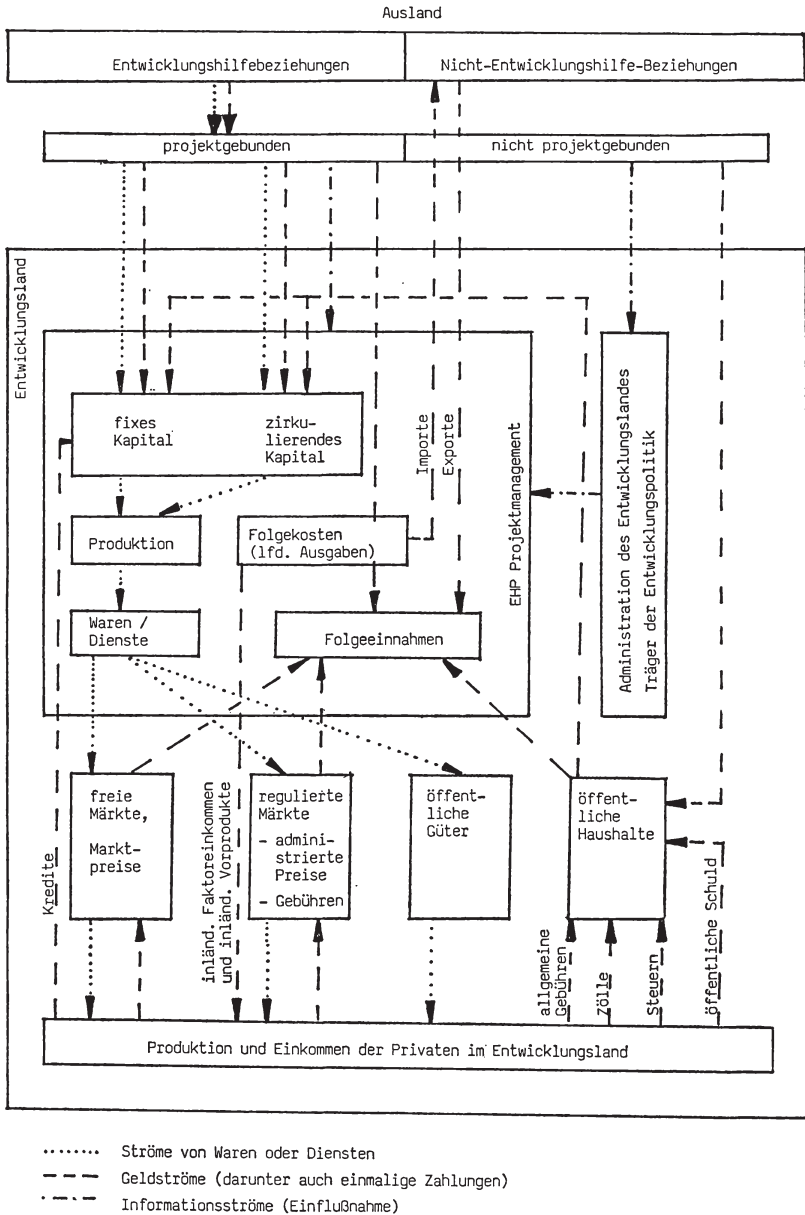 Ausland
Entwicklungshilfebeziehungen
Nicht-Entwicklungshilfe-Beziehungen
projektgebunden
nicht projektgebunden
Entwicklungsland
fixes
Kapital
zirku-
lierendes
Kapital
Importe
Exporte
EHP Projektmanagement
Administration des Entwicklungslandes
Träger der Entwicklungspolitik
Produktion
Folgekosten
(lfd. Ausgaben)
Waren /
Dienste
Folgeeinnahmen
Kredite
freie
Märkte,
Markt-
preise
inländ. Faktoreinkommen
und inländ. Vorprodukte
regulierte
Märkte
- admini-
strierte
Preise
- Gebühren
öffent-
liche
Güter
öffent-
liche
Haushalte
allgemeine
Gebühren
Zölle
Steuern
öffentliche Schuld
Produktion und Einkommen der Privaten im Entwicklungsland
Ströme von Waren oder Diensten
Geldströme (darunter auch einmalige Zahlungen)
Informationsströme (Einflußnahme)